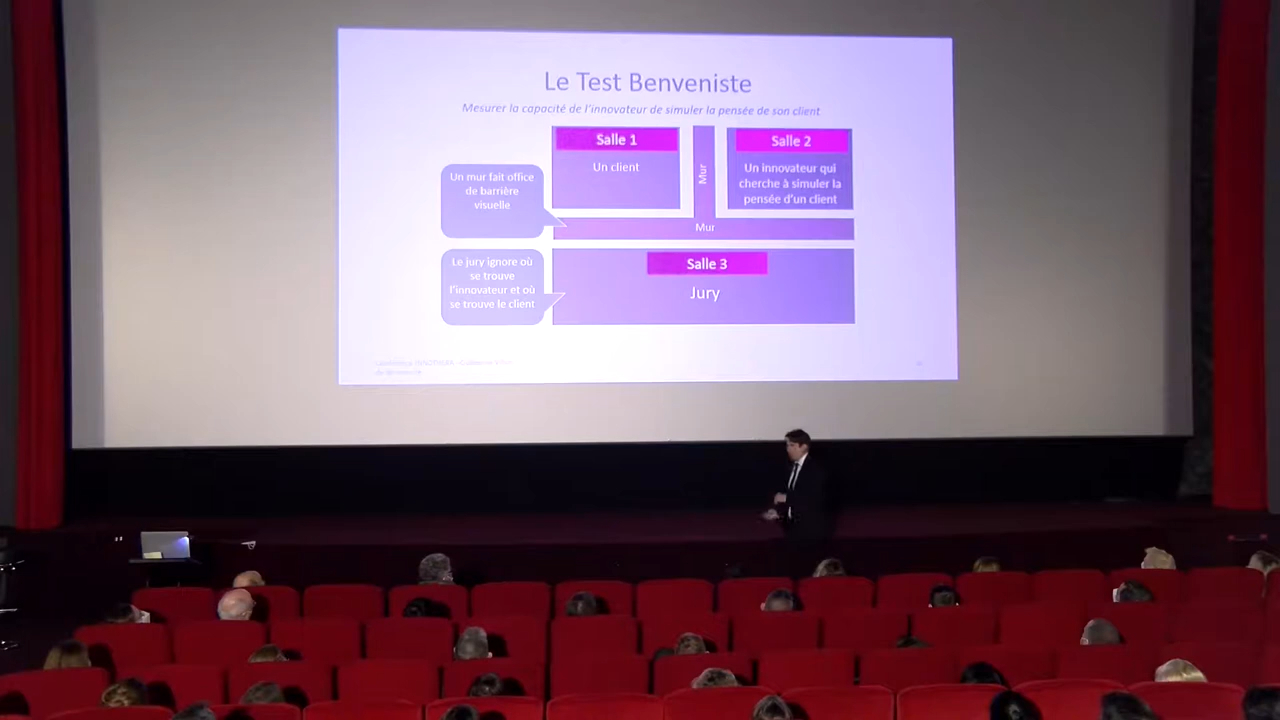 Le Test Benveniste
Mesurer la capacité de l'innovateur de simuler la pensée de son client
Salle 1
Un client
Mur
Salle 2
Un innovateur qui
cherche à simuler la
pensée d'un client
Un mur fait office
de barrière
visuelle
Mur
Le jury ignore où
se trouve
l'innovateur et où
se trouve le client
Salle 3
Jury